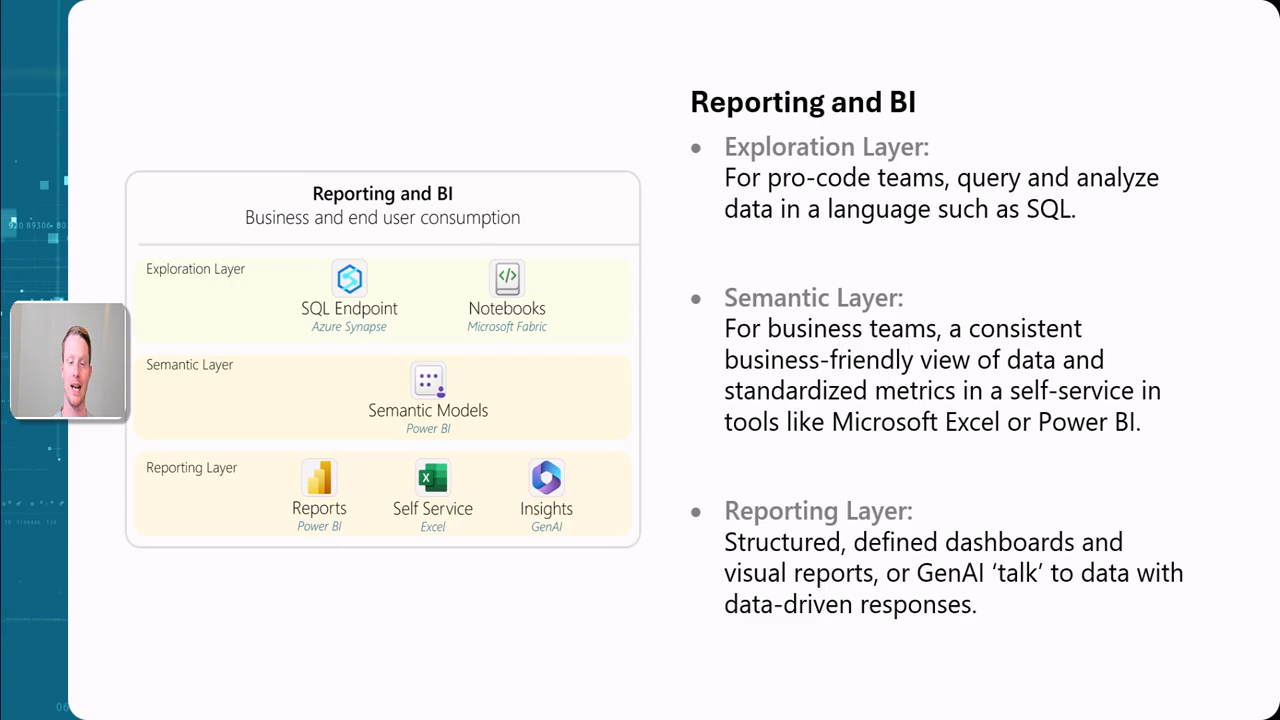 Reporting and BI
Business and end user consumption
Exploration Layer
SQL Endpoint
Azure Synapse
Notebooks
Microsoft Fabric
Semantic Layer
Semantic Models
Power BI
Reporting Layer
Reports
Power BI
Self Service
Excel
Insights
GenAI
Reporting and BI
• Exploration Layer:
For pro-code teams, query and analyze
data in a language such as SQL.
• Semantic Layer:
For business teams, a consistent
business-friendly view of data and
standardized metrics in a self-service in
tools like Microsoft Excel or Power BI.
• Reporting Layer:
Structured, defined dashboards and
visual reports, or GenAI ‘talk’ to data with
data-driven responses.